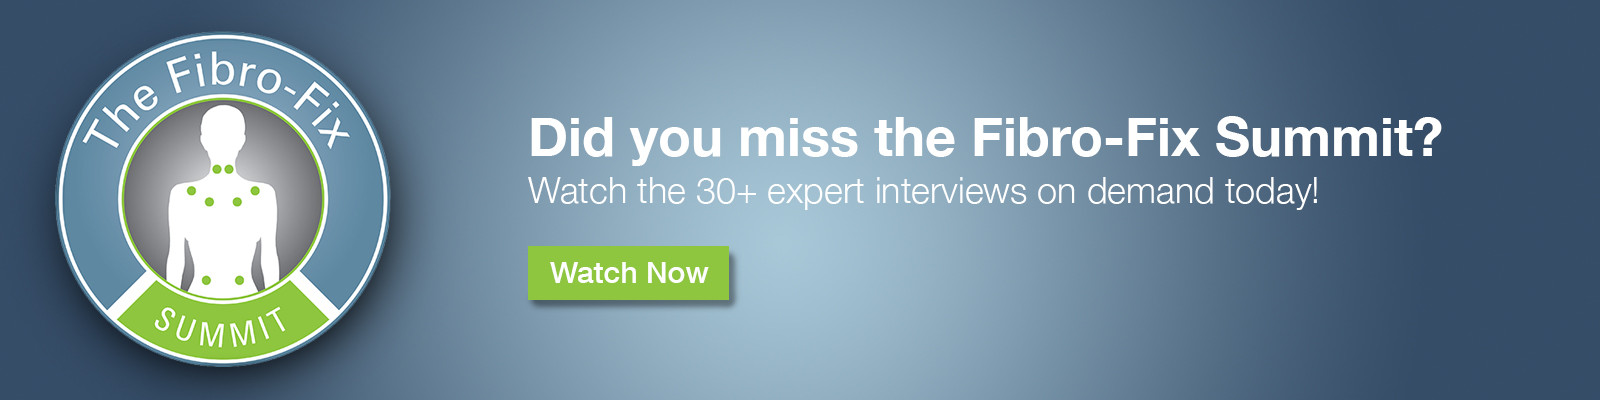 The Fibro-Fix
SUMMIT
Did you miss the Fibro-Fix Summit?
Watch the 30+ expert interviews on demand today!
Watch Now